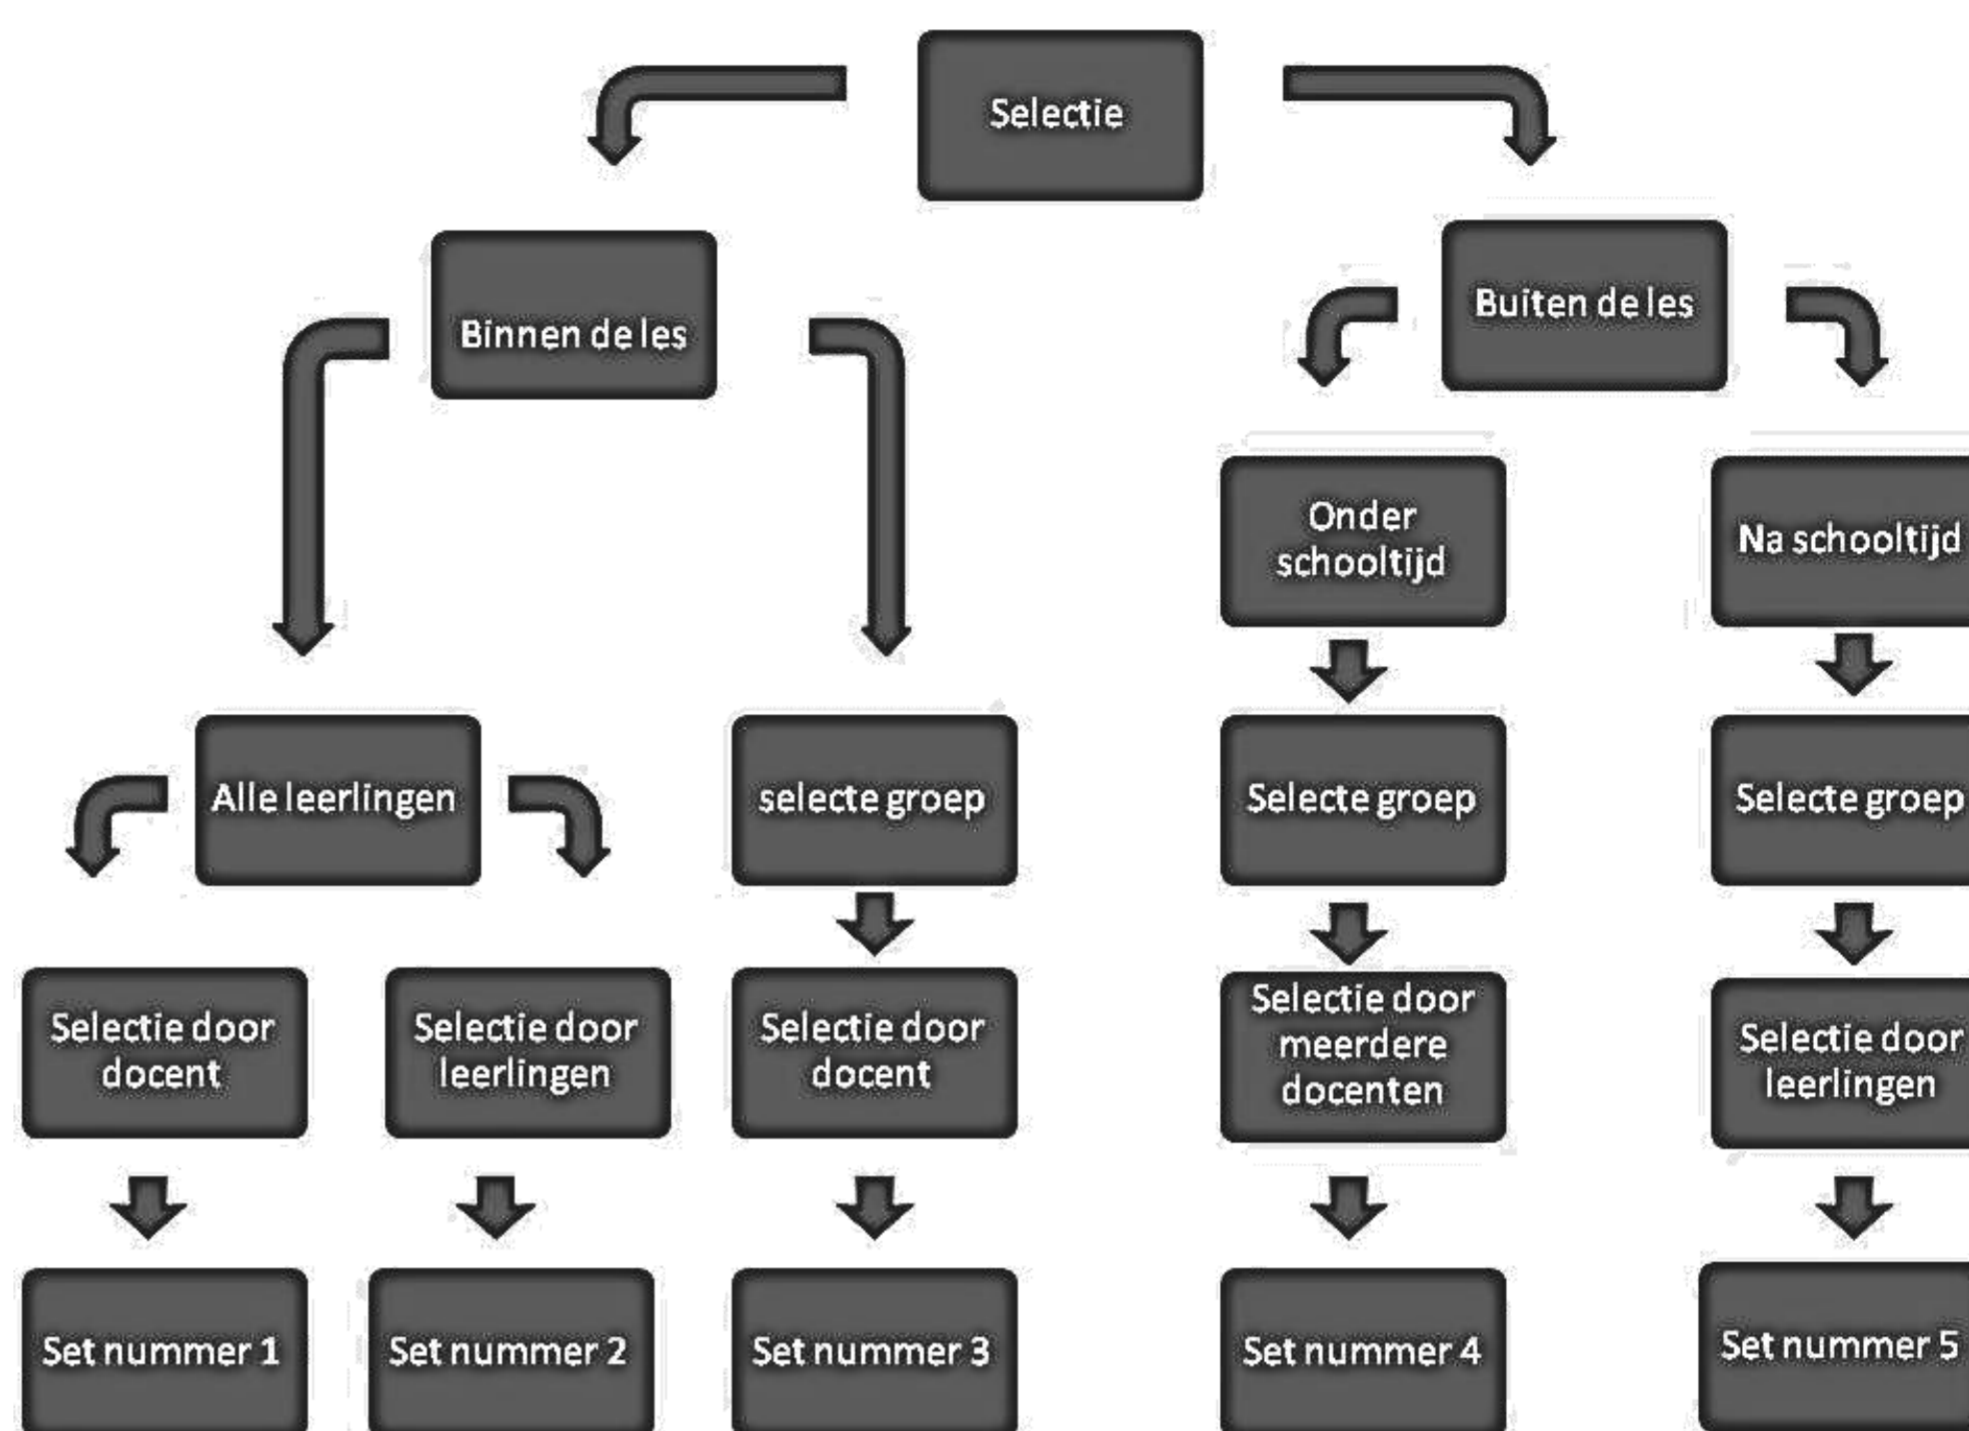 Selectie
Binnen de les
Buiten de les
Onder
schooltijd
Na schooltijd
Alle leerlingen
selecte groep
Selecte groep
Selecte groep
Selectie door
docent
Selectie door
leerlingen
Selectie door
docent
Selectie door
meerdere
docenten
Selectie door
leerlingen
Set nummer 1
Set nummer 2
Set nummer 3
Set nummer 4
Set nummer 5